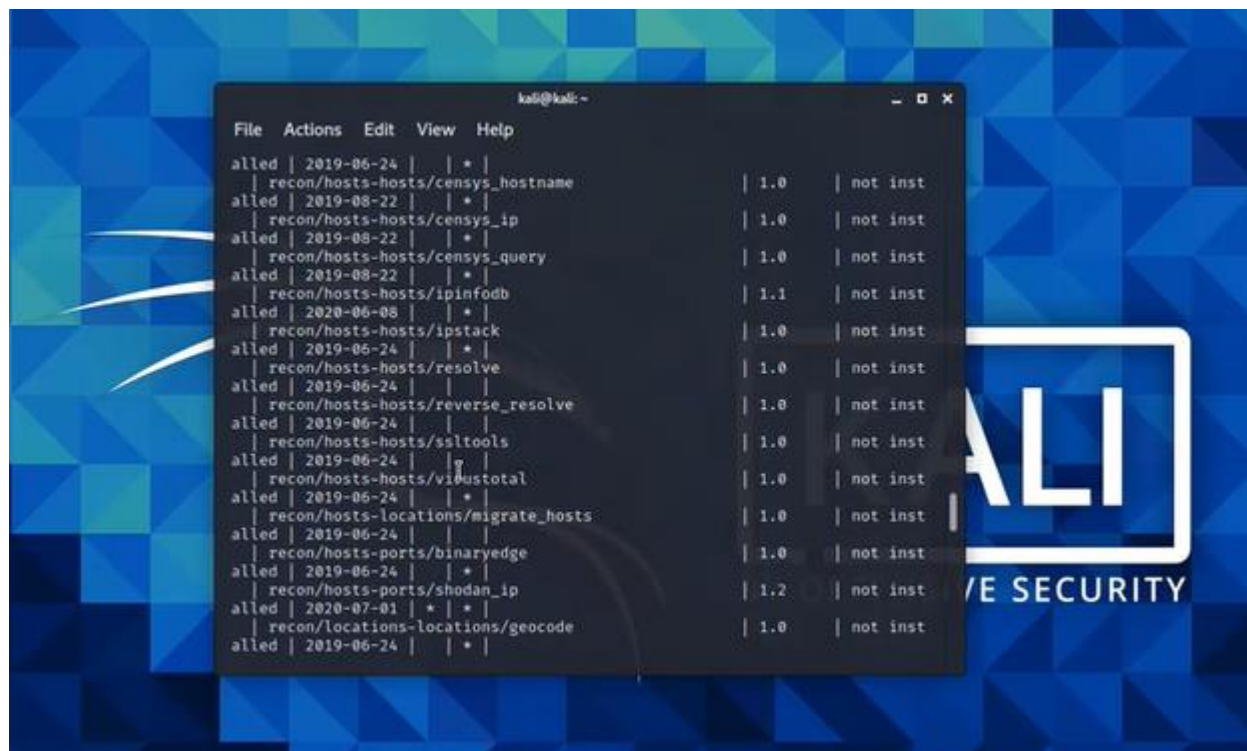 kali@kali: ~
File Actions Edit View Help
alled | 2019-06-24 | | * |
| recon/hosts-hosts/censys_hostname | 1.0 | not inst
alled | 2019-08-22 | | * |
| recon/hosts-hosts/censys_ip | 1.0 | not inst
alled | 2019-08-22 | | * |
| recon/hosts-hosts/censys_query | 1.0 | not inst
alled | 2019-08-22 | | * |
| recon/hosts-hosts/ipinfodb | 1.1 | not inst
alled | 2020-06-08 | | * |
| recon/hosts-hosts/ipstack | 1.0 | not inst
alled | 2019-06-24 | | * |
| recon/hosts-hosts/resolve | 1.0 | not inst
alled | 2019-06-24 | | |
| recon/hosts-hosts/reverse_resolve | 1.0 | not inst
alled | 2019-06-24 | | |
| recon/hosts-hosts/ssltools | 1.0 | not inst
alled | 2019-06-24 | | |
| recon/hosts-hosts/virustotal | 1.0 | not inst
alled | 2019-06-24 | | * |
| recon/hosts-locations/migrate_hosts | 1.0 | not inst
alled | 2019-06-24 | | |
| recon/hosts-ports/binaryedge | 1.0 | not inst
alled | 2019-06-24 | | * |
| recon/hosts-ports/shodan_ip | 1.2 | not inst
alled | 2020-07-01 | * | * |
| recon/locations-locations/geocode | 1.0 | not inst
alled | 2019-06-24 | | * |
KALI
VE SECURITY